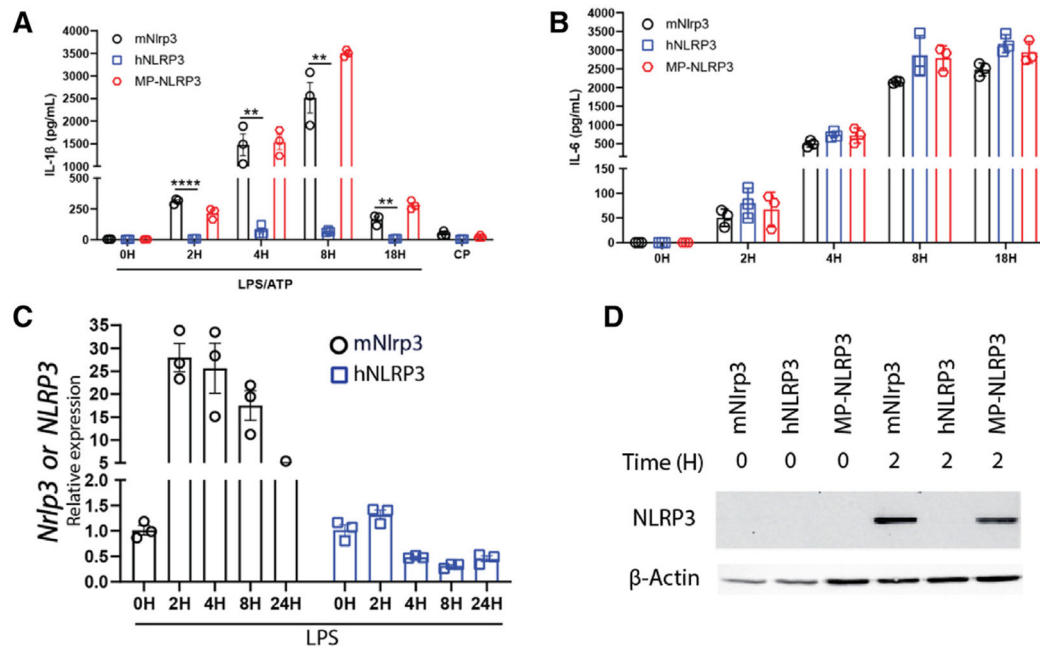 A
mNlrp3
hNLRP3
MP-NLRP3
IL-1β (pg/mL)
4000
3500
3000
2500
2000
1500
1000
500
250
0
****
**
**
**
0H 2H 4H 8H 18H CP
LPS/ATP
B
mNlrp3
hNLRP3
MP-NLRP3
IL-6 (pg/mL)
4000
3500
3000
2500
2000
1500
1000
500
150
100
50
0
0H 2H 4H 8H 18H
C
mNlrp3
hNLRP3
Nrlp3 or NLRP3
Relative expression
35
30
25
20
15
10
5
2.0
1.5
1.0
0.5
0.0
0H 2H 4H 8H 24H 0H 2H 4H 8H 24H
LPS
D
mNlrp3 hNLRP3 MP-NLRP3 mNlrp3 hNLRP3 MP-NLRP3
Time (H) 0 0 0 2 2 2
NLRP3
β-Actin